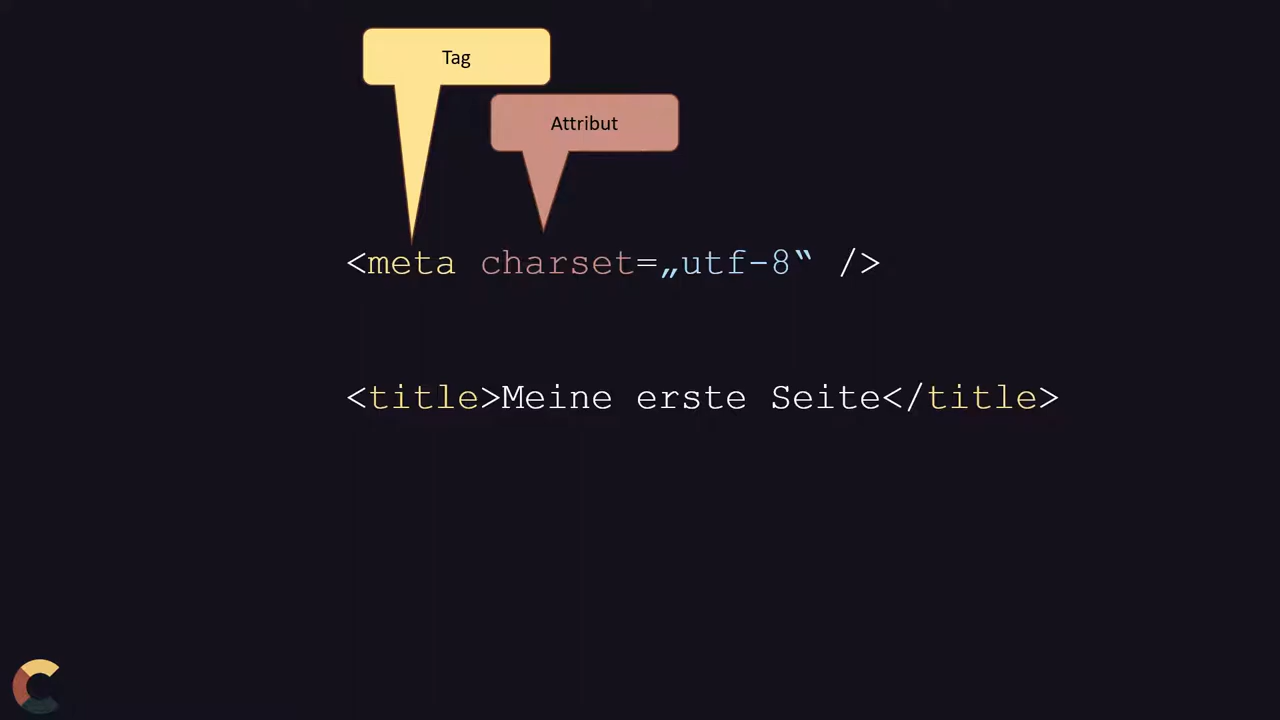 Tag
Attribut
<meta charset=„utf-8“ />
<title>Meine erste Seite</title>